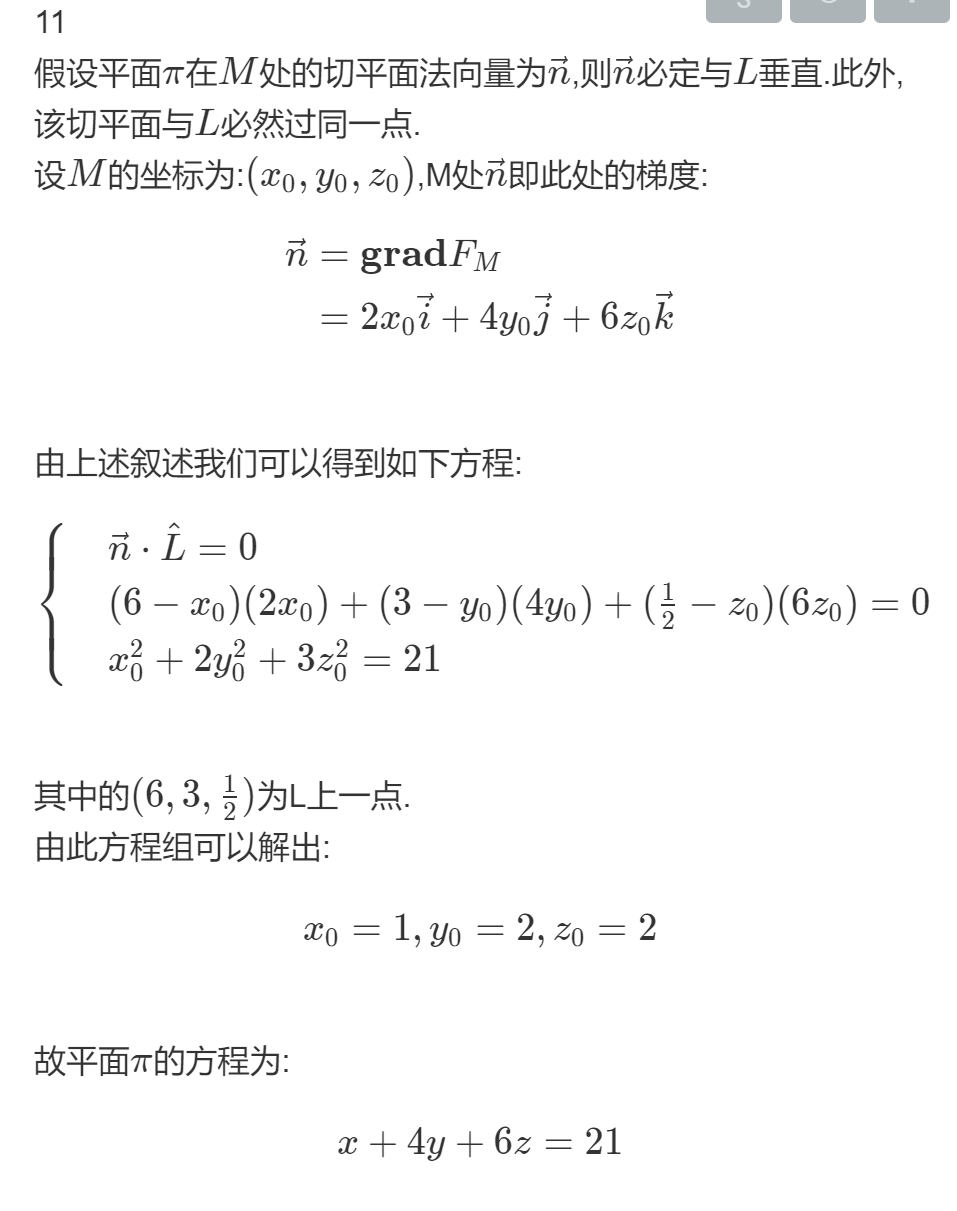 11
假设平面π在M处的切平面法向量为$\vec{n}$,则$\vec{n}$必定与L垂直.此外,
该切平面与L必然过同一点.
设M的坐标为:$(x_0, y_0, z_0)$,M处$\vec{n}$即此处的梯度:
$\vec{n} = \mathbf{grad}F_M$
$= 2x_0\vec{i} + 4y_0\vec{j} + 6z_0\vec{k}$
由上述叙述我们可以得到如下方程:
$\vec{n} \cdot \hat{L} = 0$
$(6 - x_0)(2x_0) + (3 - y_0)(4y_0) + (\frac{1}{2} - z_0)(6z_0) = 0$
$x_0^2 + 2y_0^2 + 3z_0^2 = 21$
其中的$(6, 3, \frac{1}{2})$为L上一点.
由此方程组可以解出:
$x_0 = 1, y_0 = 2, z_0 = 2$
故平面π的方程为:
$x + 4y + 6z = 21$